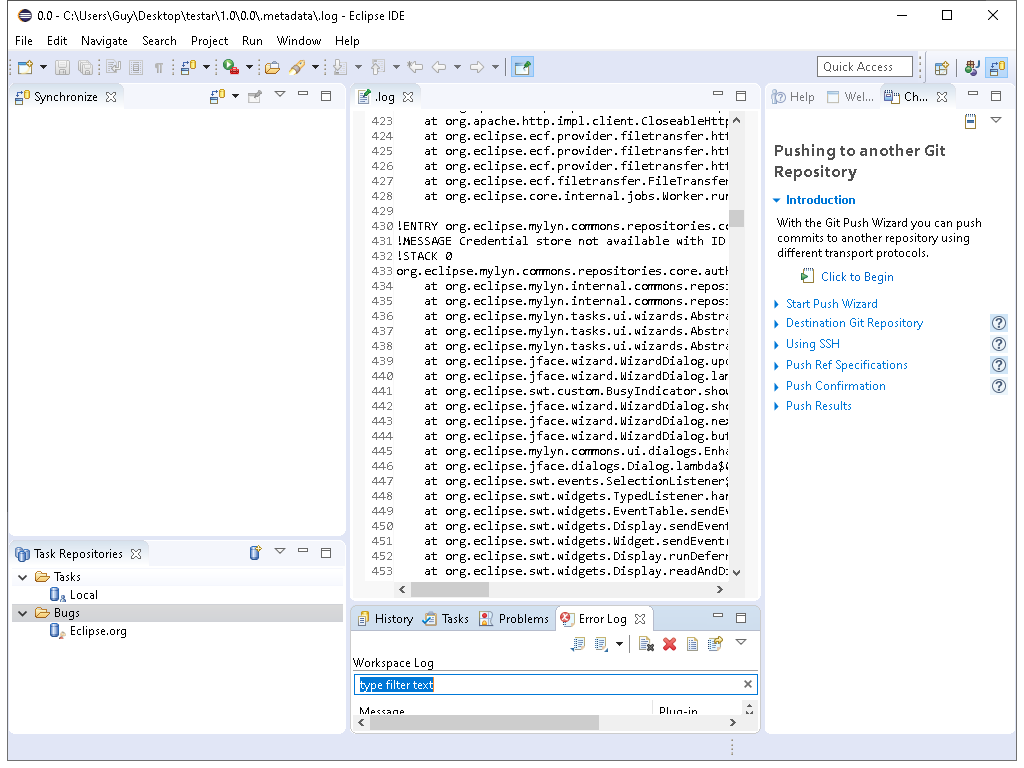 0.0 - C:\Users\Guy\Desktop\testar\1.0\0.0\.metadata\.log - Eclipse IDE
File Edit Navigate Search Project Run Window Help
Quick Access
Synchronize
.log
423 at org.apache.http.impl.client.CloseableHttp
424 at org.eclipse.ecf.provider.filetransfer.htt
425 at org.eclipse.ecf.provider.filetransfer.htt
426 at org.eclipse.ecf.provider.filetransfer.htt
427 at org.eclipse.ecf.filetransfer.FileTransfer
428 at org.eclipse.core.internal.jobs.Worker.run
429
430 !ENTRY org.eclipse.mylyn.commons.repositories.co
431 !MESSAGE Credential store not available with ID
432 !STACK 0
433 org.eclipse.mylyn.commons.repositories.core.auth
434 at org.eclipse.mylyn.internal.commons.repos
435 at org.eclipse.mylyn.internal.commons.repos
436 at org.eclipse.mylyn.tasks.ui.wizards.Abstra
437 at org.eclipse.mylyn.tasks.ui.wizards.Abstra
438 at org.eclipse.mylyn.tasks.ui.wizards.Abstra
439 at org.eclipse.jface.wizard.WizardDialog.upd
440 at org.eclipse.jface.wizard.WizardDialog.lam
441 at org.eclipse.swt.custom.BusyIndicator.show
442 at org.eclipse.jface.wizard.WizardDialog.sho
443 at org.eclipse.jface.wizard.WizardDialog.nex
444 at org.eclipse.jface.wizard.WizardDialog.but
445 at org.eclipse.mylyn.commons.ui.dialogs.Enha
446 at org.eclipse.jface.dialogs.Dialog.lambda$0
447 at org.eclipse.swt.events.SelectionListener$
448 at org.eclipse.swt.widgets.TypedListener.han
449 at org.eclipse.swt.widgets.EventTable.sendEv
450 at org.eclipse.swt.widgets.Display.sendEvent
451 at org.eclipse.swt.widgets.Widget.sendEvent
452 at org.eclipse.swt.widgets.Display.runDeferr
453 at org.eclipse.swt.widgets.Display.readAndDi
Help Wel... Ch...
Pushing to another Git
Repository
Introduction
With the Git Push Wizard you can push
commits to another repository using
different transport protocols.
Click to Begin
Start Push Wizard
Destination Git Repository
Using SSH
Push Ref Specifications
Push Confirmation
Push Results
Task Repositories
Tasks
Local
Bugs
Eclipse.org
History Tasks Problems Error Log
Workspace Log
type filter text
Message Plug-in